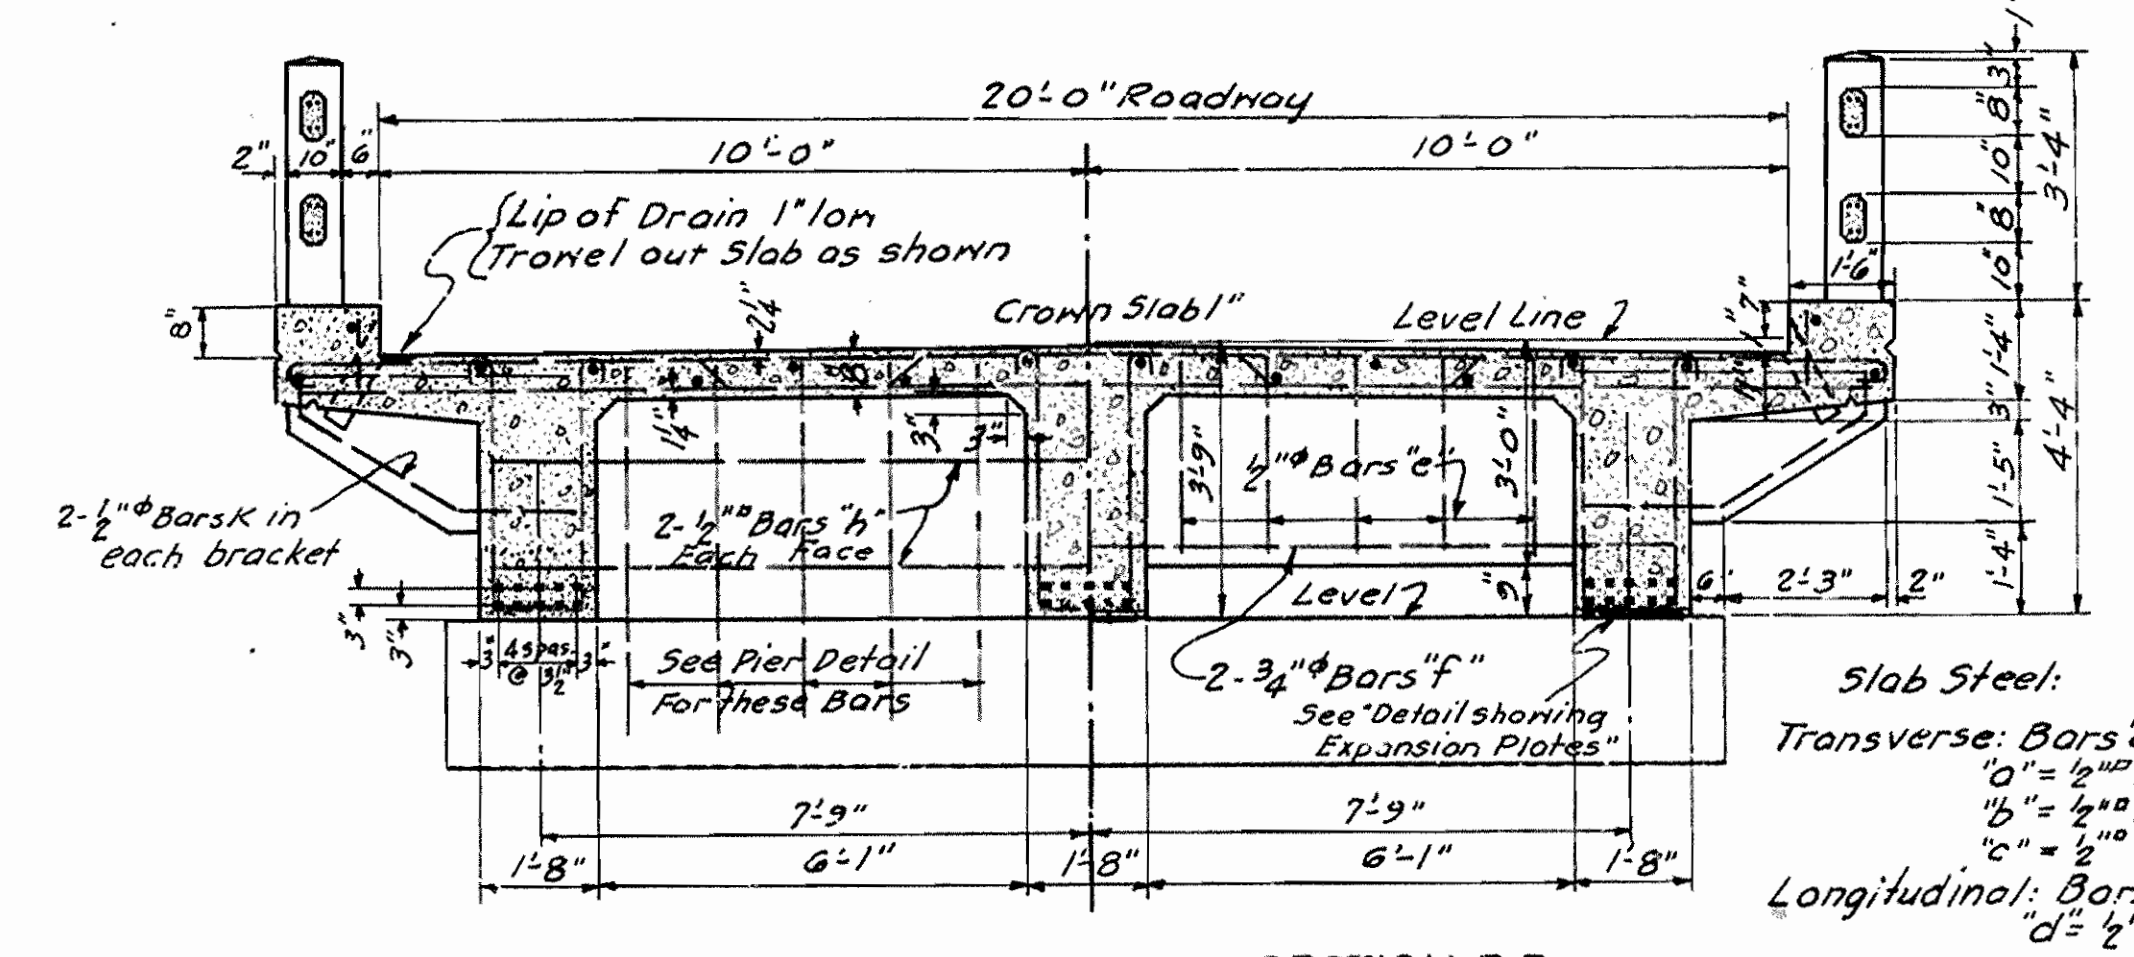 20'-0" Roadway
10'-0"
10'-0"
2"
10"
6"
{Lip of Drain 1" low
Trowel out Slab as shown
8"
2¼"
Crown Slab 1"
Level Line
1'-6"
7"
1"
3"
8"
10"
8"
10"
3'-4"
1'-4"
3"
1'-5"
1'-4"
4'-4"
8"
1¼"
3"
3"
3'-9"
½"ϕ Bars "e"
3'-0"
9"
2-½"ϕ Bars K in
each bracket
2-½"▫ Bars "h"
Each Face
Level
6"
2'-3"
2"
3"
3"
3"
4 spas.
@ 3½"
3"
See Pier Detail
For these Bars
2-¾"ϕ Bars "f"
See "Detail showing
Expansion Plates"
7'-9"
7'-9"
1'-8"
6'-1"
1'-8"
6'-1"
1'-8"
Slab Steel:
Transverse: Bars
"a" = ½"▫
"b" = ½"▫
"c" = ½"▫
Longitudinal: Bars
"d" = ½"